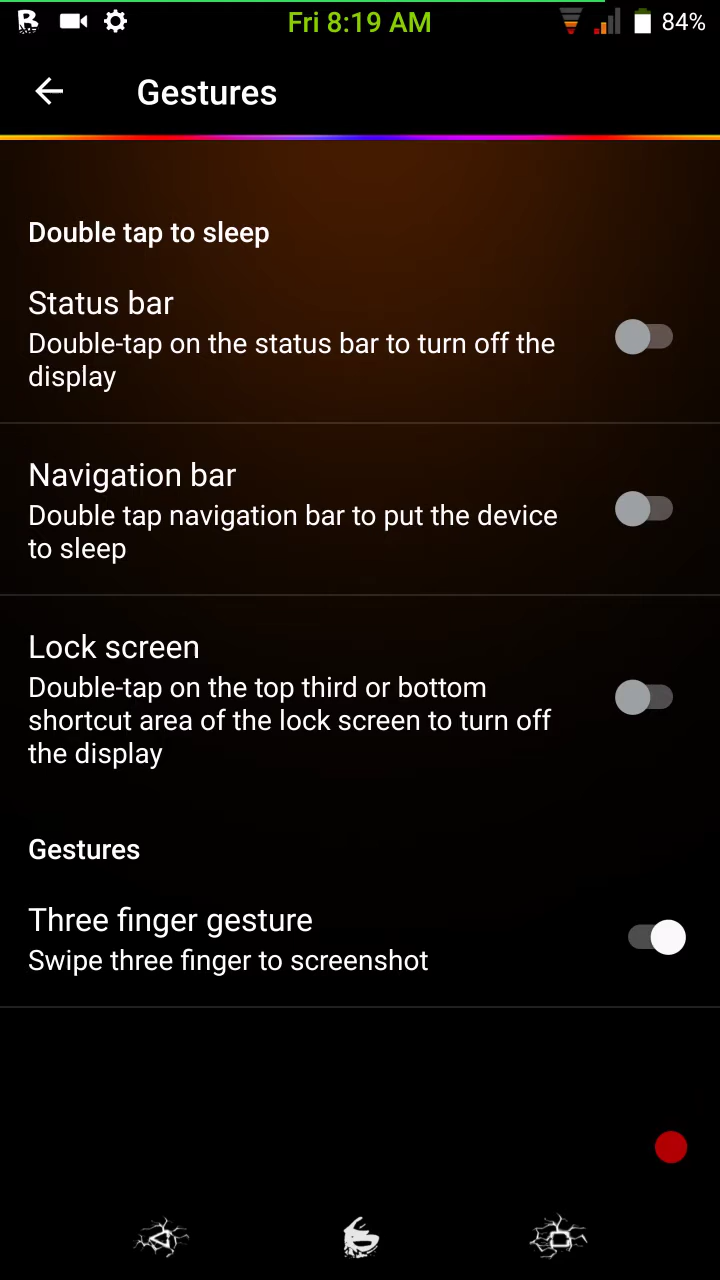 Fri 8:19 AM
84%
Gestures
Double tap to sleep
Status bar
Double-tap on the status bar to turn off the
display
Navigation bar
Double tap navigation bar to put the device
to sleep
Lock screen
Double-tap on the top third or bottom
shortcut area of the lock screen to turn off
the display
Gestures
Three finger gesture
Swipe three finger to screenshot